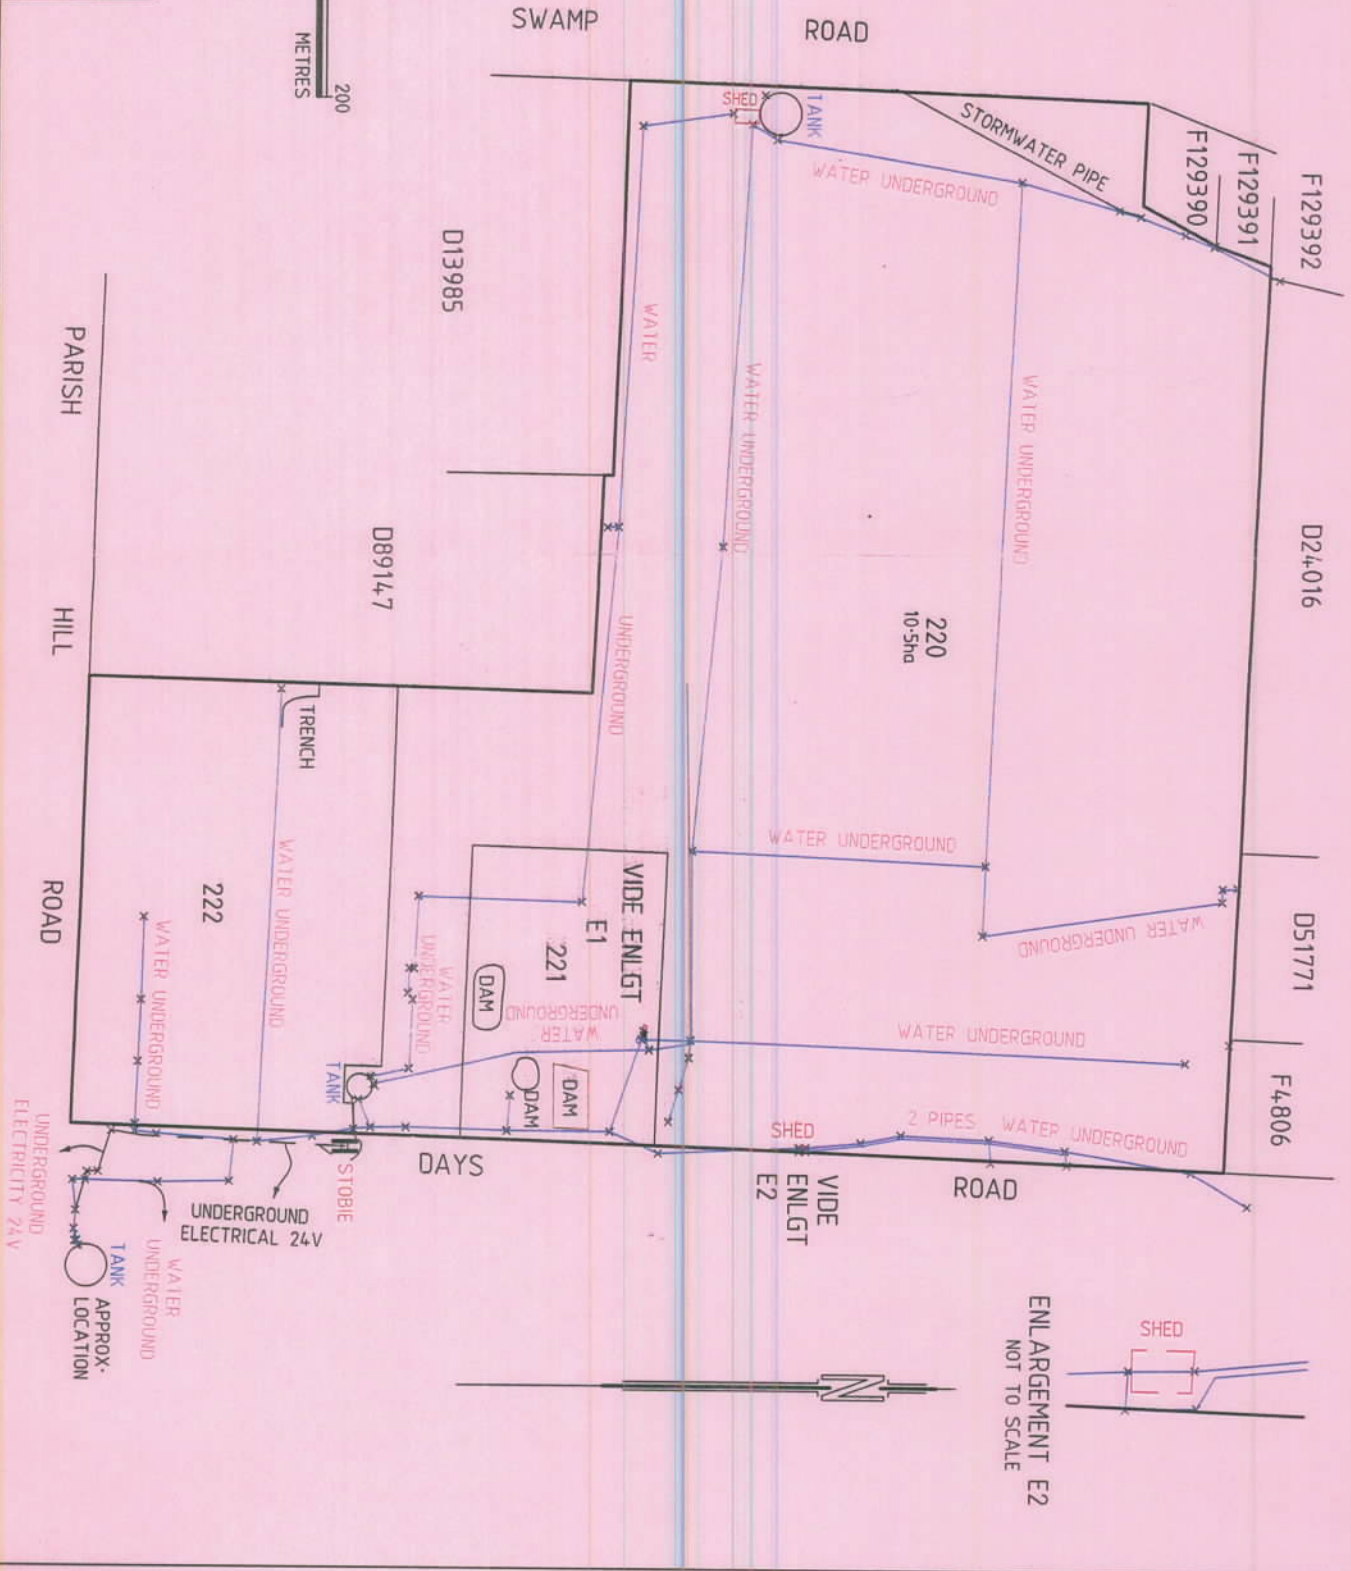 SWAMP
ROAD
200
METRES
TANK
SHED
STORMWATER PIPE
F129390
F129391
F129392
WATER UNDERGROUND
D13985
WATER
WATER UNDERGROUND
WATER UNDERGROUND
PARISH
HILL
ROAD
D89147
UNDERGROUND
220
10·5ha
D24016
D51771
F4806
TRENCH
WATER UNDERGROUND
222
WATER UNDERGROUND
WATER
UNDERGROUND
VIDE ENLGT
E1
221
DAM
WATER
UNDERGROUND
DAM
DAM
WATER UNDERGROUND
WATER UNDERGROUND
WATER UNDERGROUND
2 PIPES WATER UNDERGROUND
SHED
VIDE
ENLGT
E2
DAYS
ROAD
TANK
STOBIE
UNDERGROUND
ELECTRICAL 24V
UNDERGROUND
ELECTRICITY 24V
WATER
UNDERGROUND
TANK
APPROX·
LOCATION
N
SHED
ENLARGEMENT E2
NOT TO SCALE